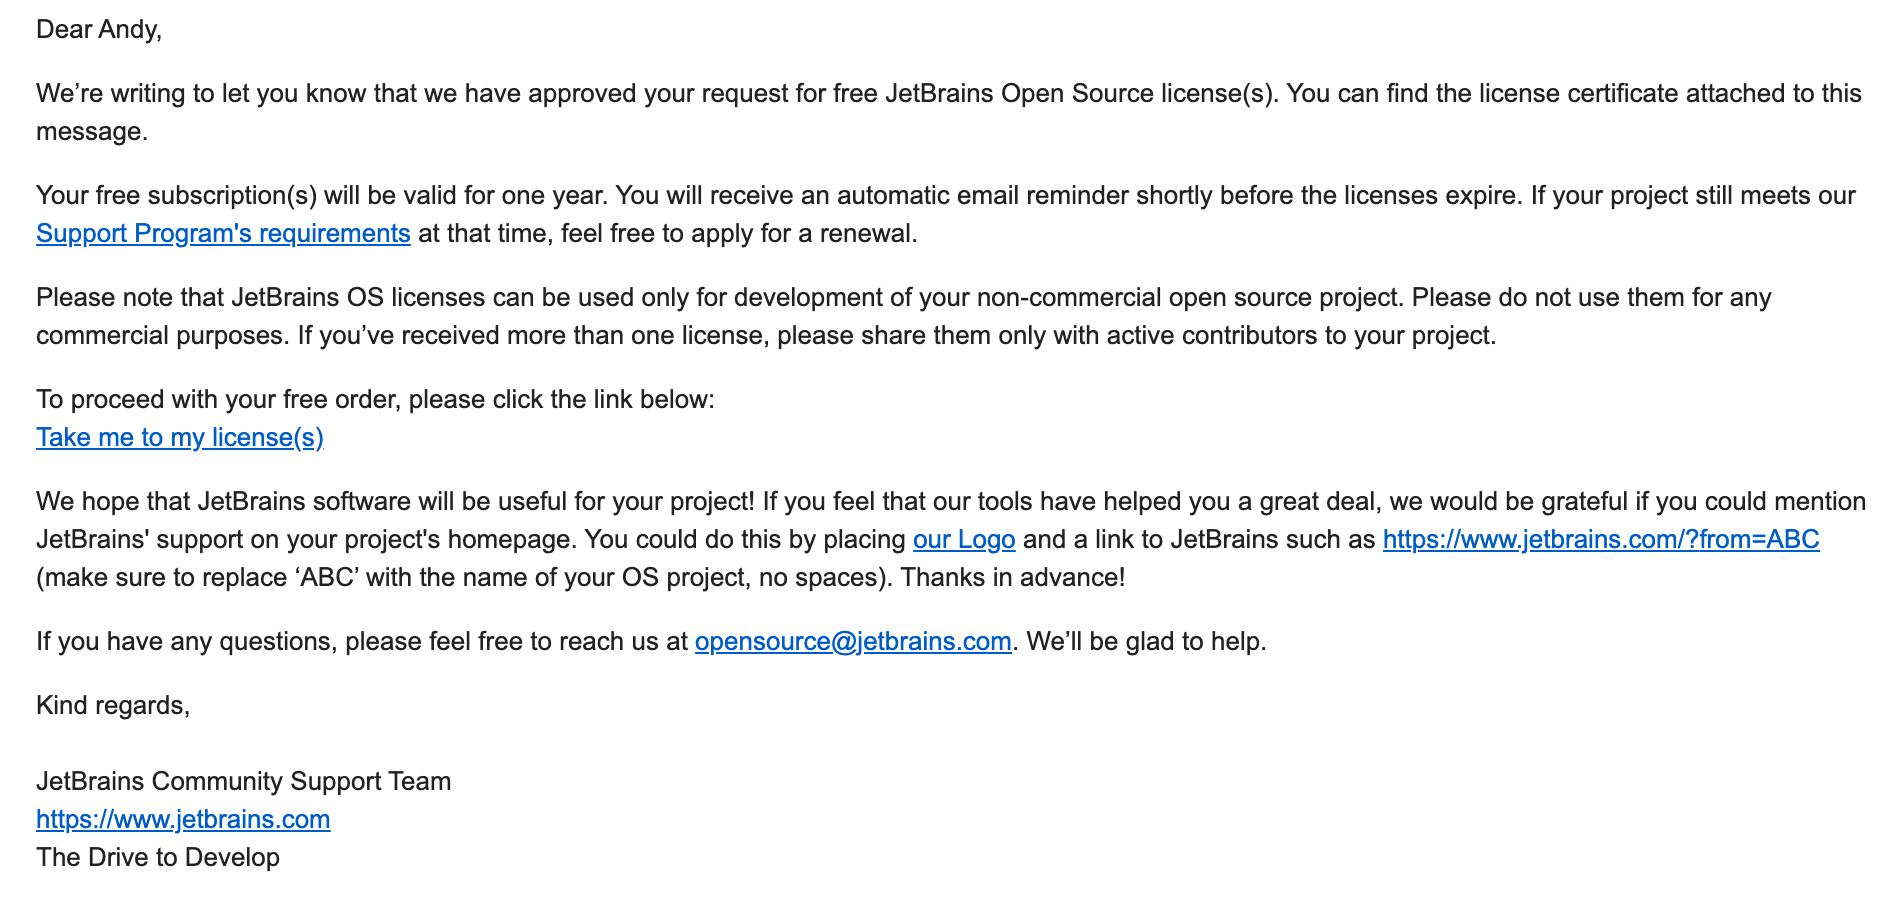 Dear Andy,
We’re writing to let you know that we have approved your request for free JetBrains Open Source license(s). You can find the license certificate attached to this
message.
Your free subscription(s) will be valid for one year. You will receive an automatic email reminder shortly before the licenses expire. If your project still meets our
Support Program's requirements at that time, feel free to apply for a renewal.
Please note that JetBrains OS licenses can be used only for development of your non-commercial open source project. Please do not use them for any
commercial purposes. If you’ve received more than one license, please share them only with active contributors to your project.
To proceed with your free order, please click the link below:
Take me to my license(s)
We hope that JetBrains software will be useful for your project! If you feel that our tools have helped you a great deal, we would be grateful if you could mention
JetBrains' support on your project's homepage. You could do this by placing our Logo and a link to JetBrains such as https://www.jetbrains.com/?from=ABC
(make sure to replace ‘ABC’ with the name of your OS project, no spaces). Thanks in advance!
If you have any questions, please feel free to reach us at opensource@jetbrains.com. We’ll be glad to help.
Kind regards,
JetBrains Community Support Team
https://www.jetbrains.com
The Drive to Develop